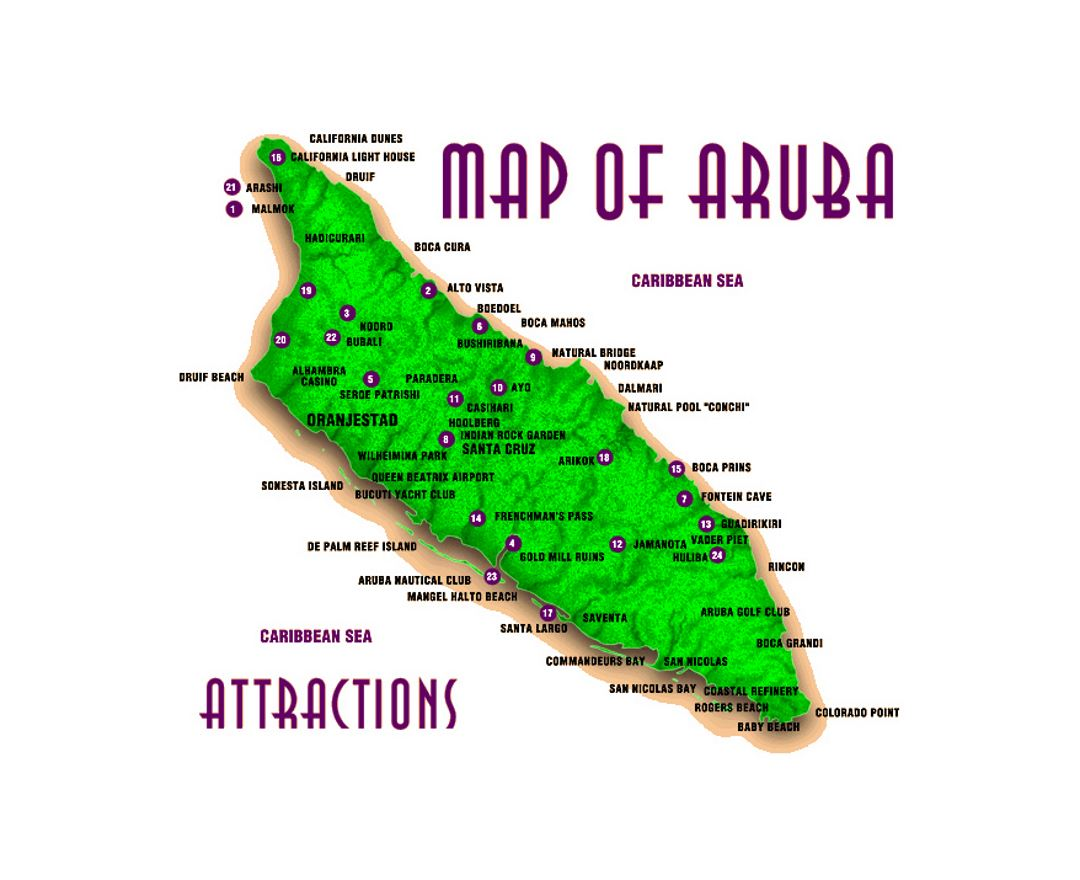 MAP OF ARUBA
CALIFORNIA DUNES
16 CALIFORNIA LIGHT HOUSE
DRUIF
21 ARASHI
1 MALMOK
HADICURARI
BOCA CURA
CARIBBEAN SEA
19
2 ALTO VISTA
3
NOORD
BOEDOEL
6
BOCA MAHOS
20
22 BUBALI
BUSHIRIBANA
9 NATURAL BRIDGE
NOORDKAAP
DRUIF BEACH
ALHAMBRA
CASINO
5
SEROE PATRISHI
PARADERA
10 AYO
DALMARI
11
CASIHARI
NATURAL POOL "CONCHI"
ORANJESTAD
HOOLBERG
8 INDIAN ROCK GARDEN
SANTA CRUZ
WILHELMINA PARK
ARIKOK 18
15 BOCA PRINS
QUEEN BEATRIX AIRPORT
SONESTA ISLAND
BUCUTI YACHT CLUB
7 FONTEIN CAVE
14 FRENCHMAN'S PASS
13 GUADIRIKIRI
VADER PIET
DE PALM REEF ISLAND
4
GOLD MILL RUINS
12 JAMANOTA
HULIBA 24
RINCON
ARUBA NAUTICAL CLUB 23
MANGEL HALTO BEACH
17
SANTA LARGO
SAVENTA
ARUBA GOLF CLUB
CARIBBEAN SEA
BOCA GRANDI
COMMANDEURS BAY
SAN NICOLAS
ATTRACTIONS
SAN NICOLAS BAY
COASTAL REFINERY
ROGERS BEACH
COLORADO POINT
BABY BEACH